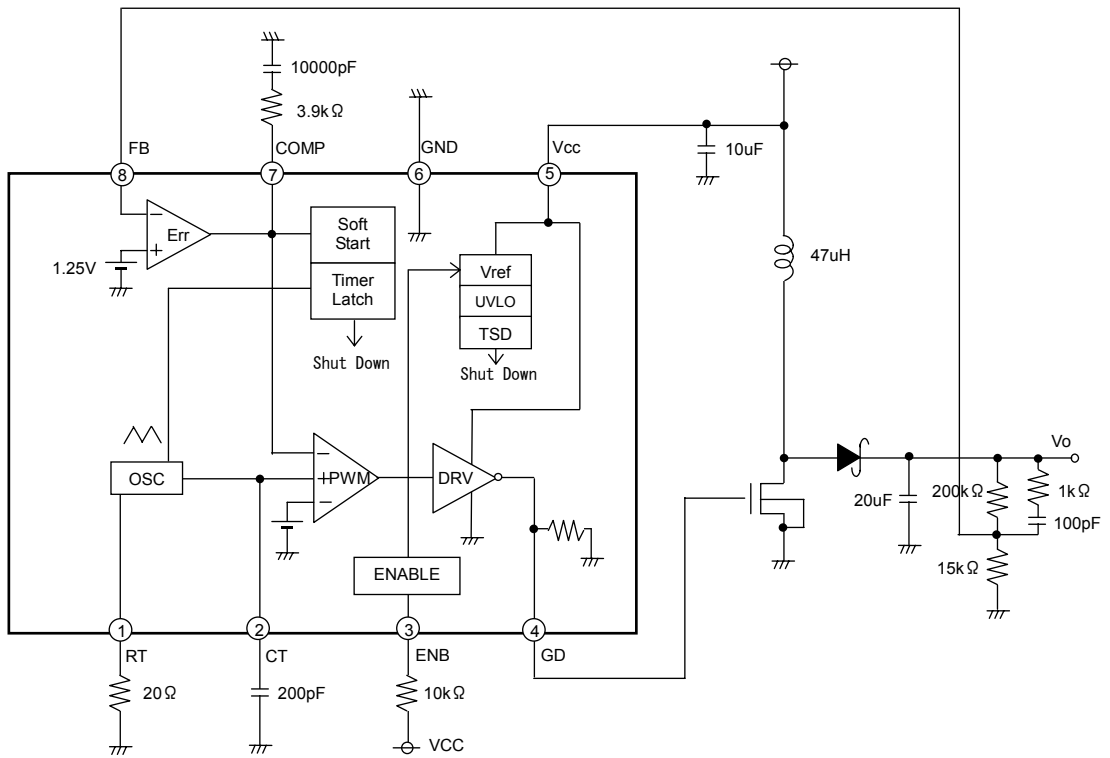 10000pF
3.9kΩ
FB
COMP
GND
Vcc
10uF
8
7
6
5
Err
1.25V
Soft
Start
Timer
Latch
Shut Down
Vref
UVLO
TSD
Shut Down
47uH
OSC
PWM
DRV
ENABLE
Vo
20uF
200kΩ
1kΩ
100pF
15kΩ
1
2
3
4
RT
CT
ENB
GD
20Ω
200pF
10kΩ
VCC